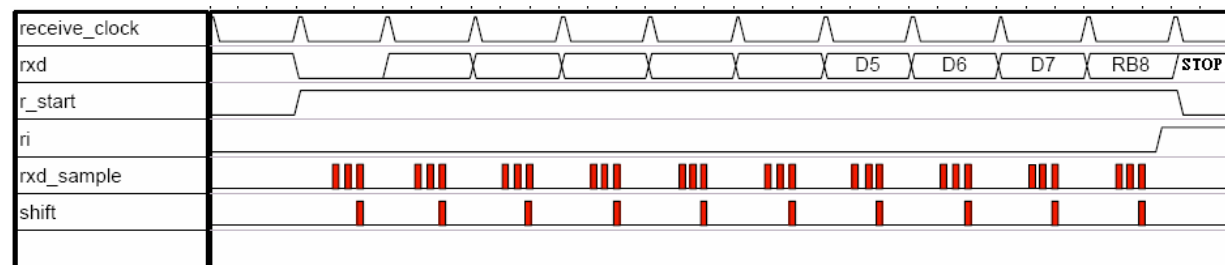 receive_clock
rxd D5 D6 D7 RB8 STOP
r_start
ri
rxd_sample
shift